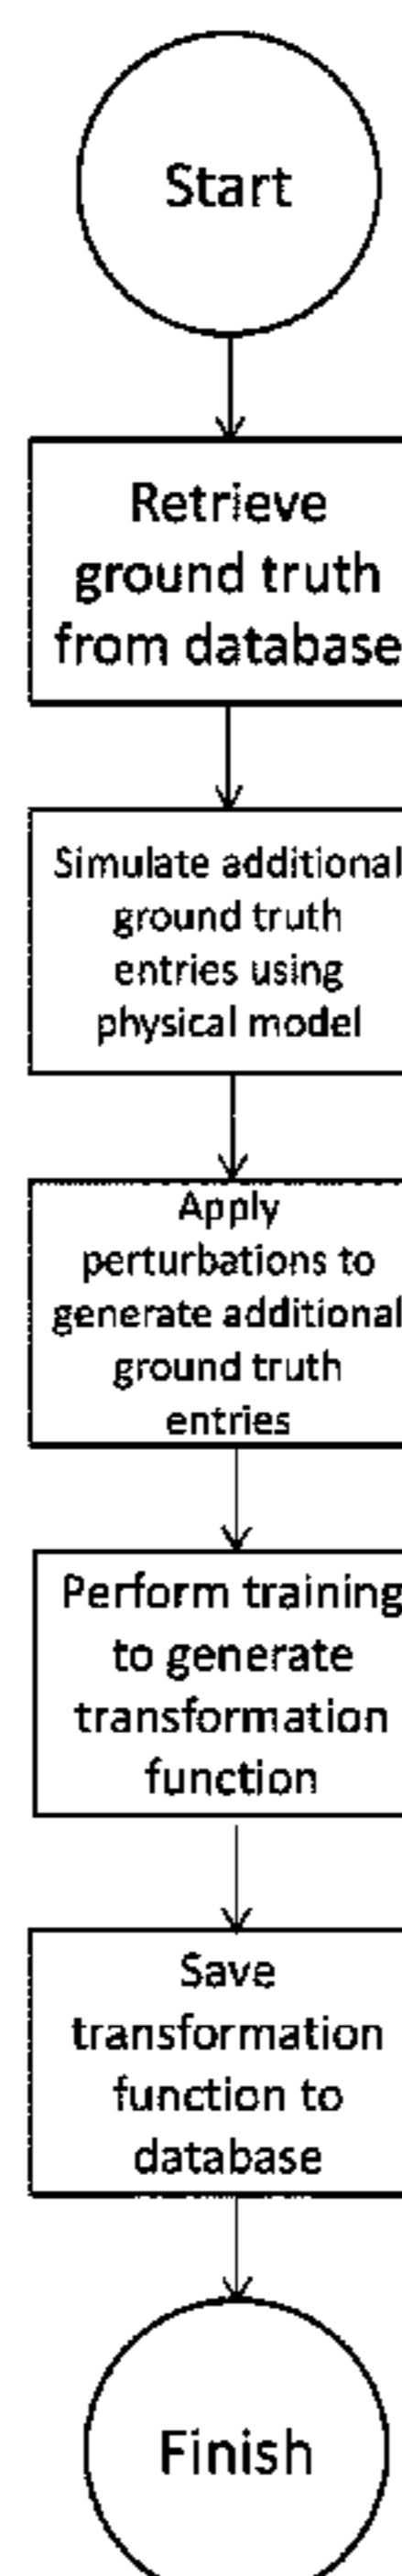 Start
Retrieve
ground truth
from database
Simulate additional
ground truth
entries using
physical model
Apply
perturbations to
generate additional
ground truth
entries
Perform training
to generate
transformation
function
Save
transformation
function to
database
Finish